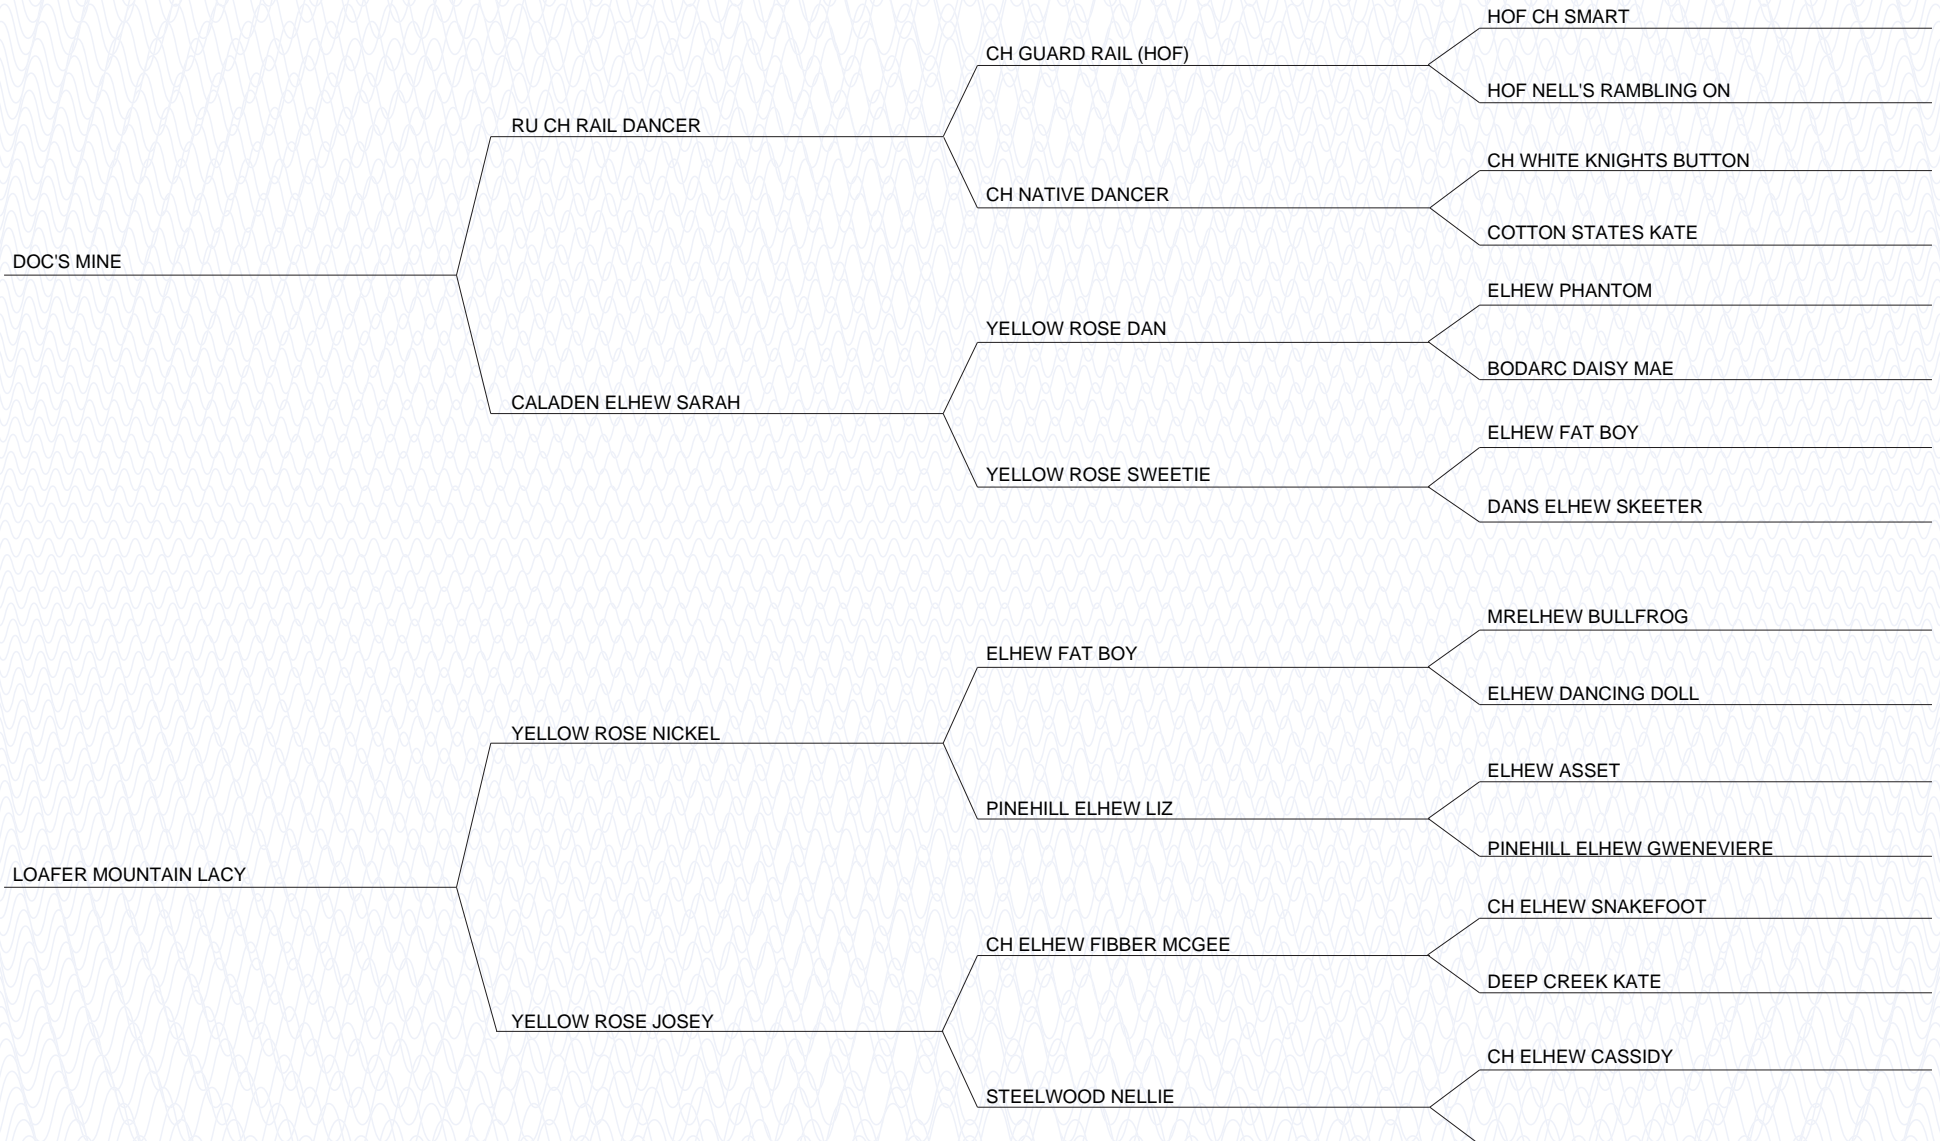 HOF CH SMART
CH GUARD RAIL (HOF)
HOF NELL'S RAMBLING ON
RU CH RAIL DANCER
CH WHITE KNIGHTS BUTTON
CH NATIVE DANCER
COTTON STATES KATE
DOC'S MINE
ELHEW PHANTOM
YELLOW ROSE DAN
BODARC DAISY MAE
CALADEN ELHEW SARAH
ELHEW FAT BOY
YELLOW ROSE SWEETIE
DANS ELHEW SKEETER
MRELHEW BULLFROG
ELHEW FAT BOY
ELHEW DANCING DOLL
YELLOW ROSE NICKEL
ELHEW ASSET
PINEHILL ELHEW LIZ
PINEHILL ELHEW GWENEVIERE
LOAFER MOUNTAIN LACY
CH ELHEW SNAKEFOOT
CH ELHEW FIBBER MCGEE
DEEP CREEK KATE
YELLOW ROSE JOSEY
CH ELHEW CASSIDY
STEELWOOD NELLIE